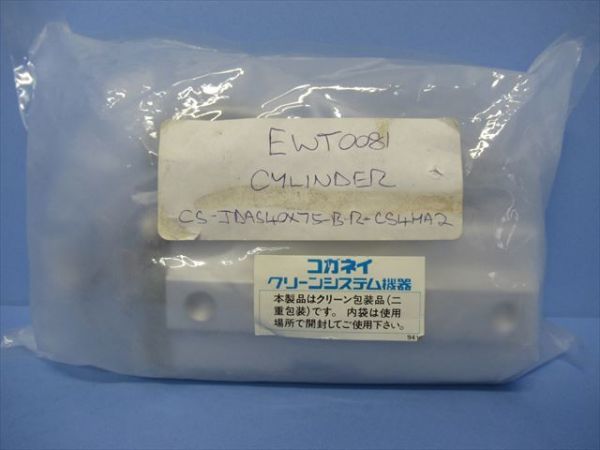 EWT0081
CYLINDER
CS-JDAS40X75-B-R-CS4HA2
コガネイ
クリーンシステム機器
本製品はクリーン包装品(二
重包装)です。内袋は使用
場所で開封してご使用下さい。